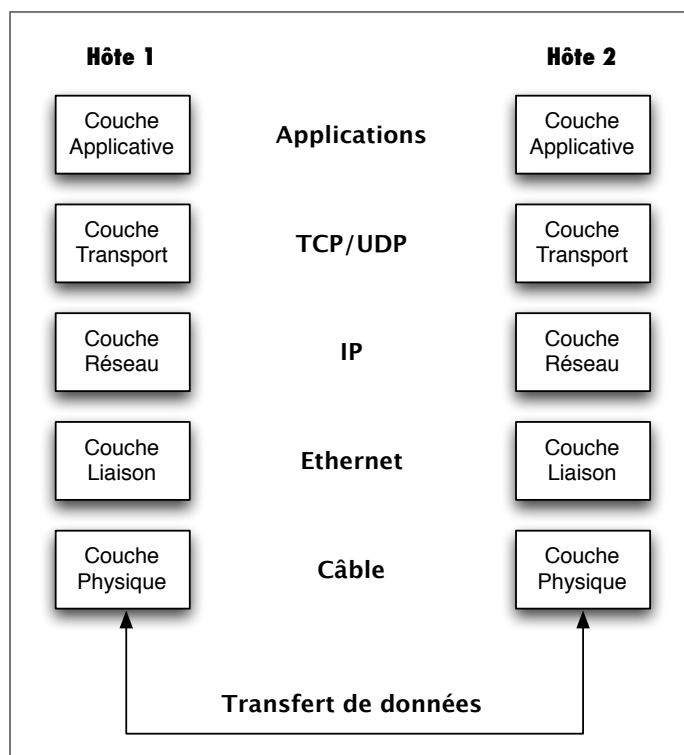 Hôte 1
Hôte 2
Couche
Applicative
Applications
Couche
Applicative
Couche
Transport
TCP/UDP
Couche
Transport
Couche
Réseau
IP
Couche
Réseau
Couche
Liaison
Ethernet
Couche
Liaison
Couche
Physique
Câble
Couche
Physique
Transfert de données